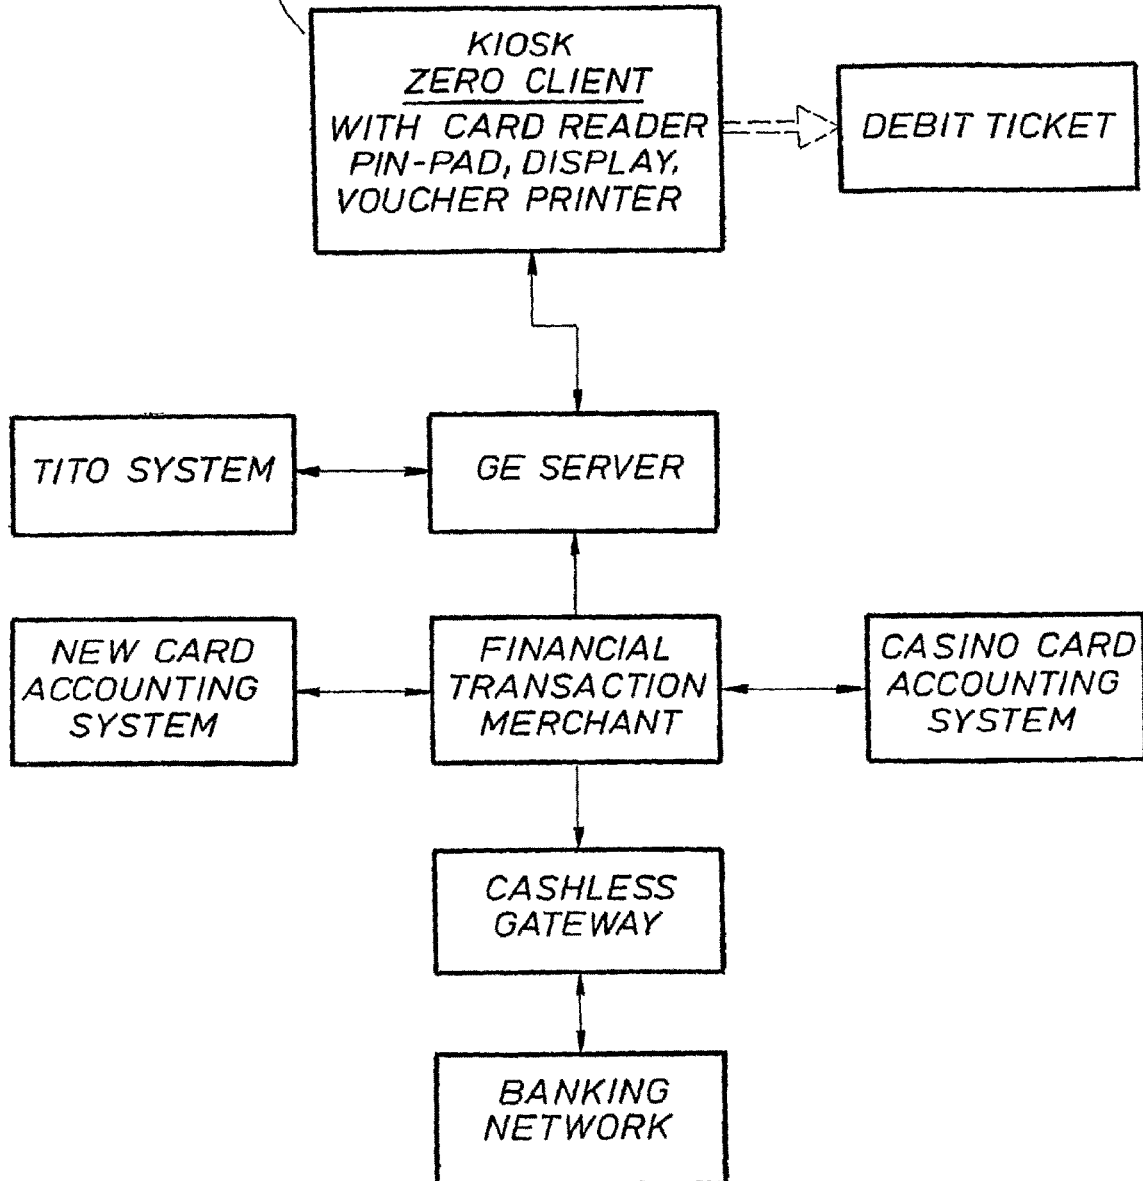 KIOSK
ZERO CLIENT
WITH CARD READER
PIN-PAD, DISPLAY,
VOUCHER PRINTER
DEBIT TICKET
TITO SYSTEM
GE SERVER
NEW CARD
ACCOUNTING
SYSTEM
FINANCIAL
TRANSACTION
MERCHANT
CASINO CARD
ACCOUNTING
SYSTEM
CASHLESS
GATEWAY
BANKING
NETWORK